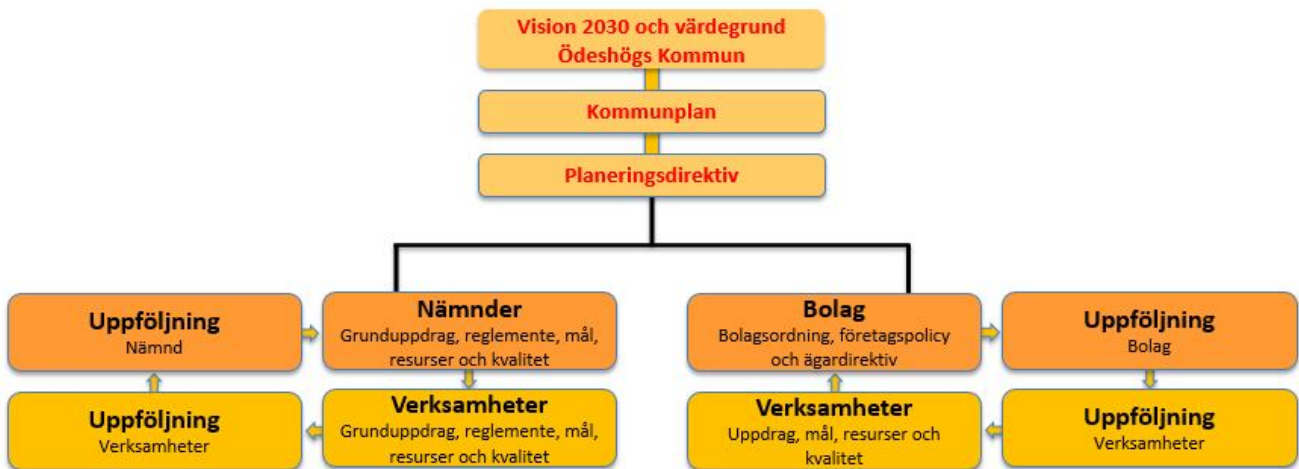 Vision 2030 och värdegrund
Ödeshögs Kommun
Kommunplan
Planeringsdirektiv
Uppföljning
Nämnd
Nämnder
Grunduppdrag, reglemente, mål,
resurser och kvalitet
Bolag
Bolagsordning, företagspolicy
och ägardirektiv
Uppföljning
Bolag
Uppföljning
Verksamheter
Verksamheter
Grunduppdrag, reglemente, mål,
resurser och kvalitet
Verksamheter
Uppdrag, mål, resurser och
kvalitet
Uppföljning
Verksamheter